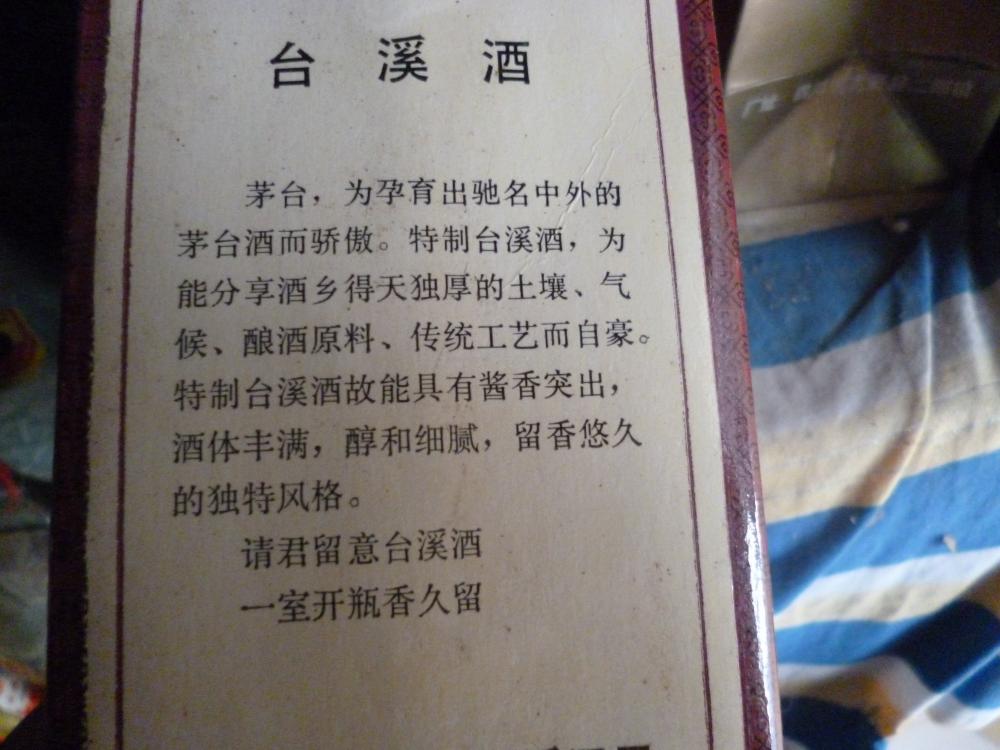 台溪酒
茅台，为孕育出驰名中外的
茅台酒而骄傲。特制台溪酒，为
能分享酒乡得天独厚的土壤、气
候、酿酒原料、传统工艺而自豪。
特制台溪酒故能具有酱香突出，
酒体丰满，醇和细腻，留香悠久
的独特风格。
请君留意台溪酒
一室开瓶香久留